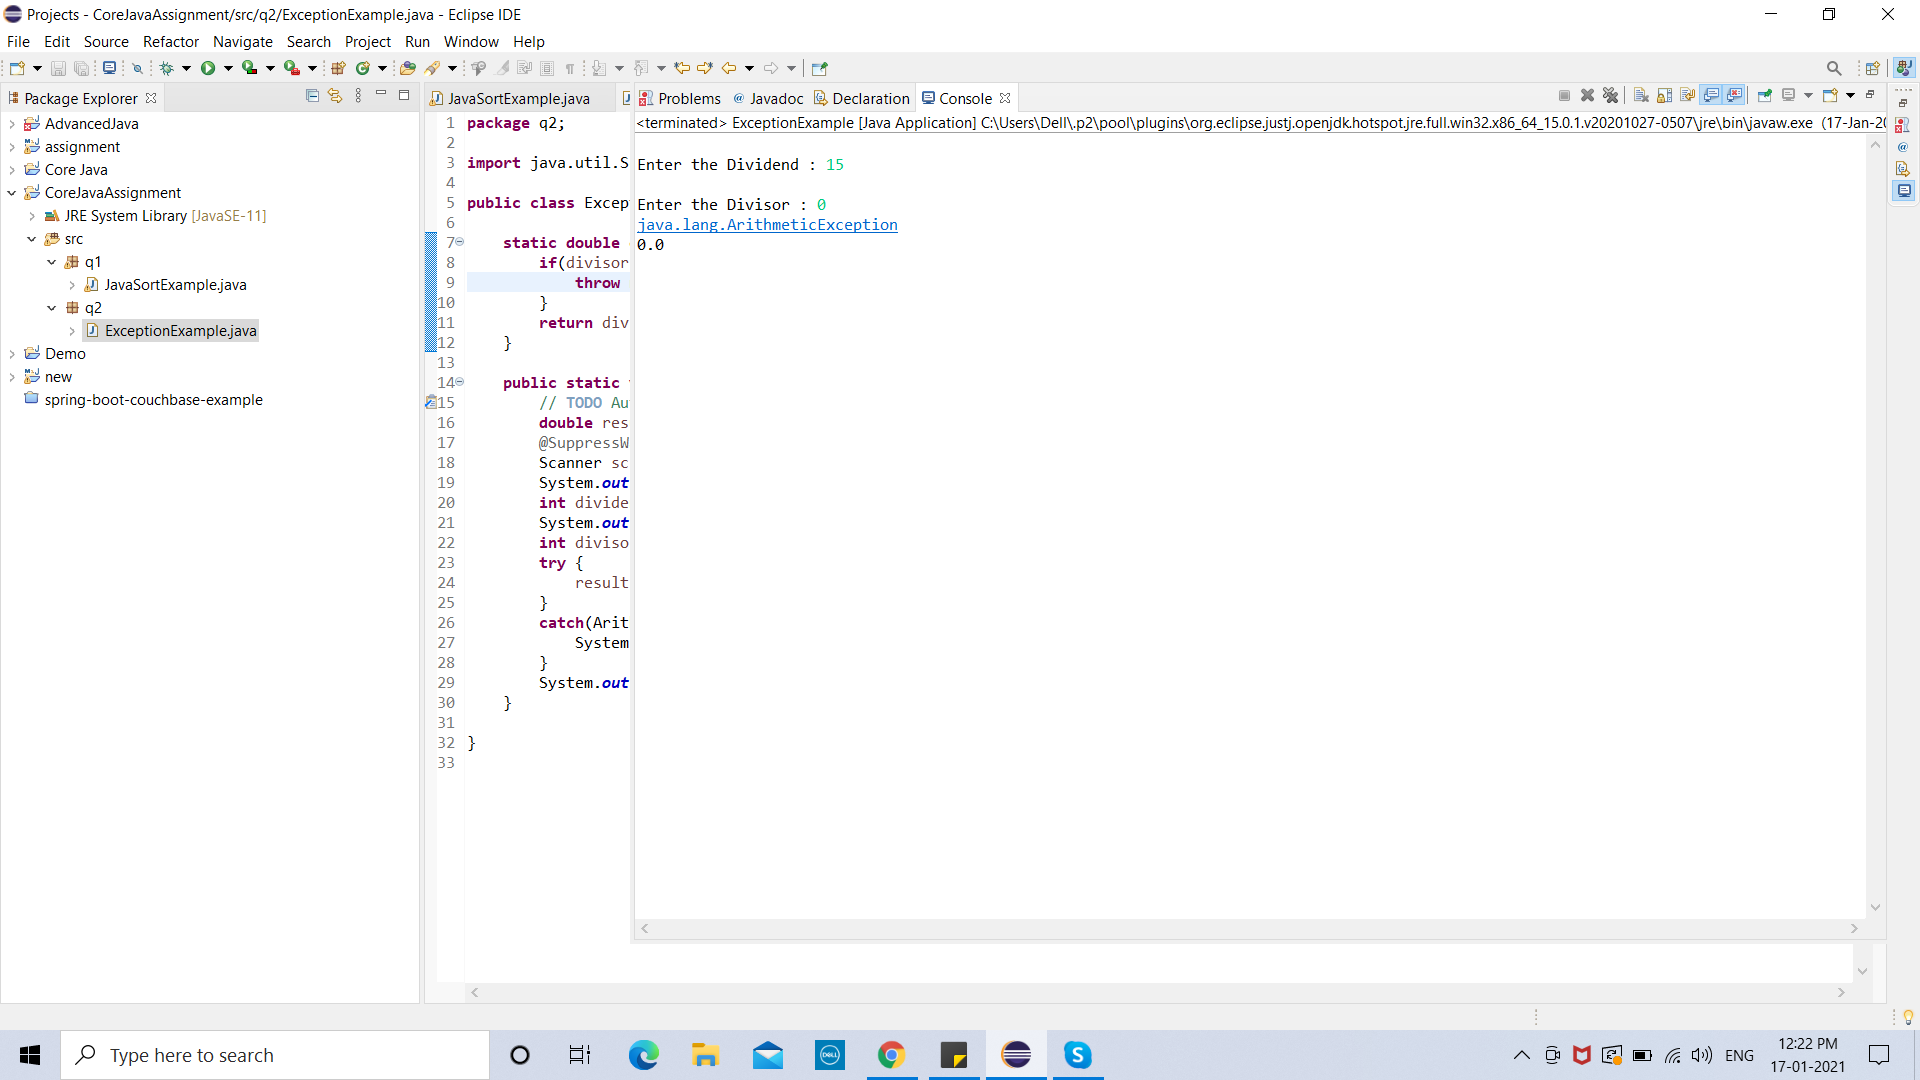 Projects - CoreJavaAssignment/src/q2/ExceptionExample.java - Eclipse IDE
File Edit Source Refactor Navigate Search Project Run Window Help
Package Explorer
AdvancedJava
assignment
Core Java
CoreJavaAssignment
JRE System Library [JavaSE-11]
src
q1
JavaSortExample.java
q2
ExceptionExample.java
Demo
new
spring-boot-couchbase-example
JavaSortExample.java
1 package q2;
2
3 import java.util.S
4
5 public class Excep
6
7 static double
8 if(divisor
9 throw
10 }
11 return div
12 }
13
14 public static
15 // TODO Au
16 double res
17 @SuppressW
18 Scanner sc
19 System.out
20 int divide
21 System.out
22 int diviso
23 try {
24 result
25 }
26 catch(Arit
27 System
28 }
29 System.out
30 }
31
32 }
33
Problems Javadoc Declaration Console
<terminated> ExceptionExample [Java Application] C:\Users\Dell\.p2\pool\plugins\org.eclipse.justj.openjdk.hotspot.jre.full.win32.x86_64_15.0.1.v20201027-0507\jre\bin\javaw.exe (17-Jan-20
Enter the Dividend : 15
Enter the Divisor : 0
java.lang.ArithmeticException
0.0
Type here to search
DELL
ENG
12:22 PM
17-01-2021